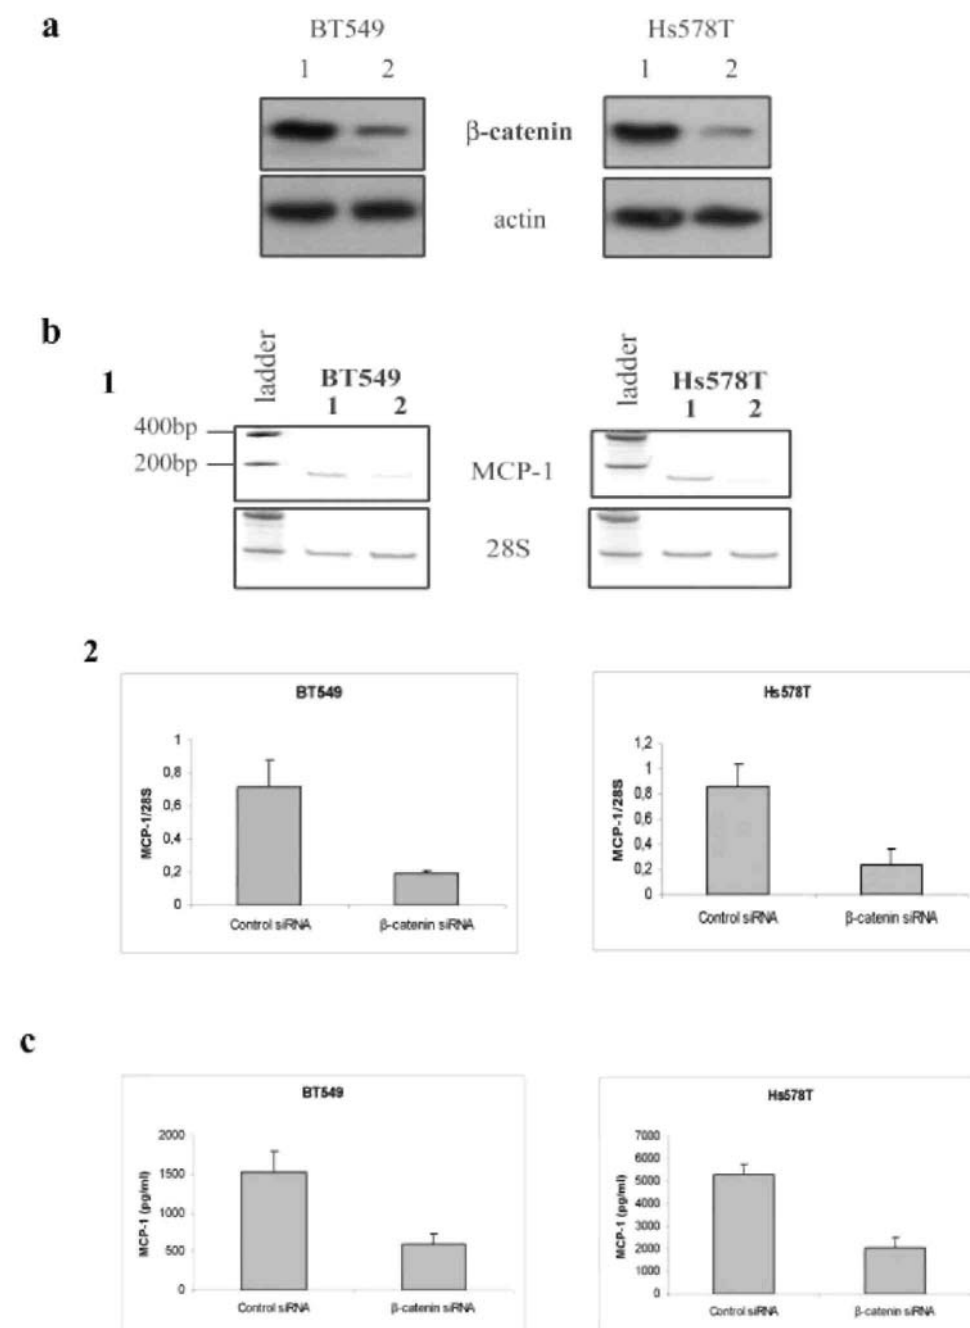 a
BT549 Hs578T
1 2 1 2
β-catenin
actin
b
1
ladder BT549 ladder Hs578T
1 2 1 2
400bp
200bp
MCP-1
28S
2
BT549
MCP-1/28S
1
0,8
0,6
0,4
0,2
0
Control siRNA β-catenin siRNA
Hs578T
MCP-1/28S
1,2
1
0,8
0,6
0,4
0,2
0
Control siRNA β-catenin siRNA
c
BT549
MCP-1 (pg/ml)
2000
1500
1000
500
0
Control siRNA β-catenin siRNA
Hs578T
MCP-1 (pg/ml)
7000
6000
5000
4000
3000
2000
1000
0
Control siRNA β-catenin siRNA